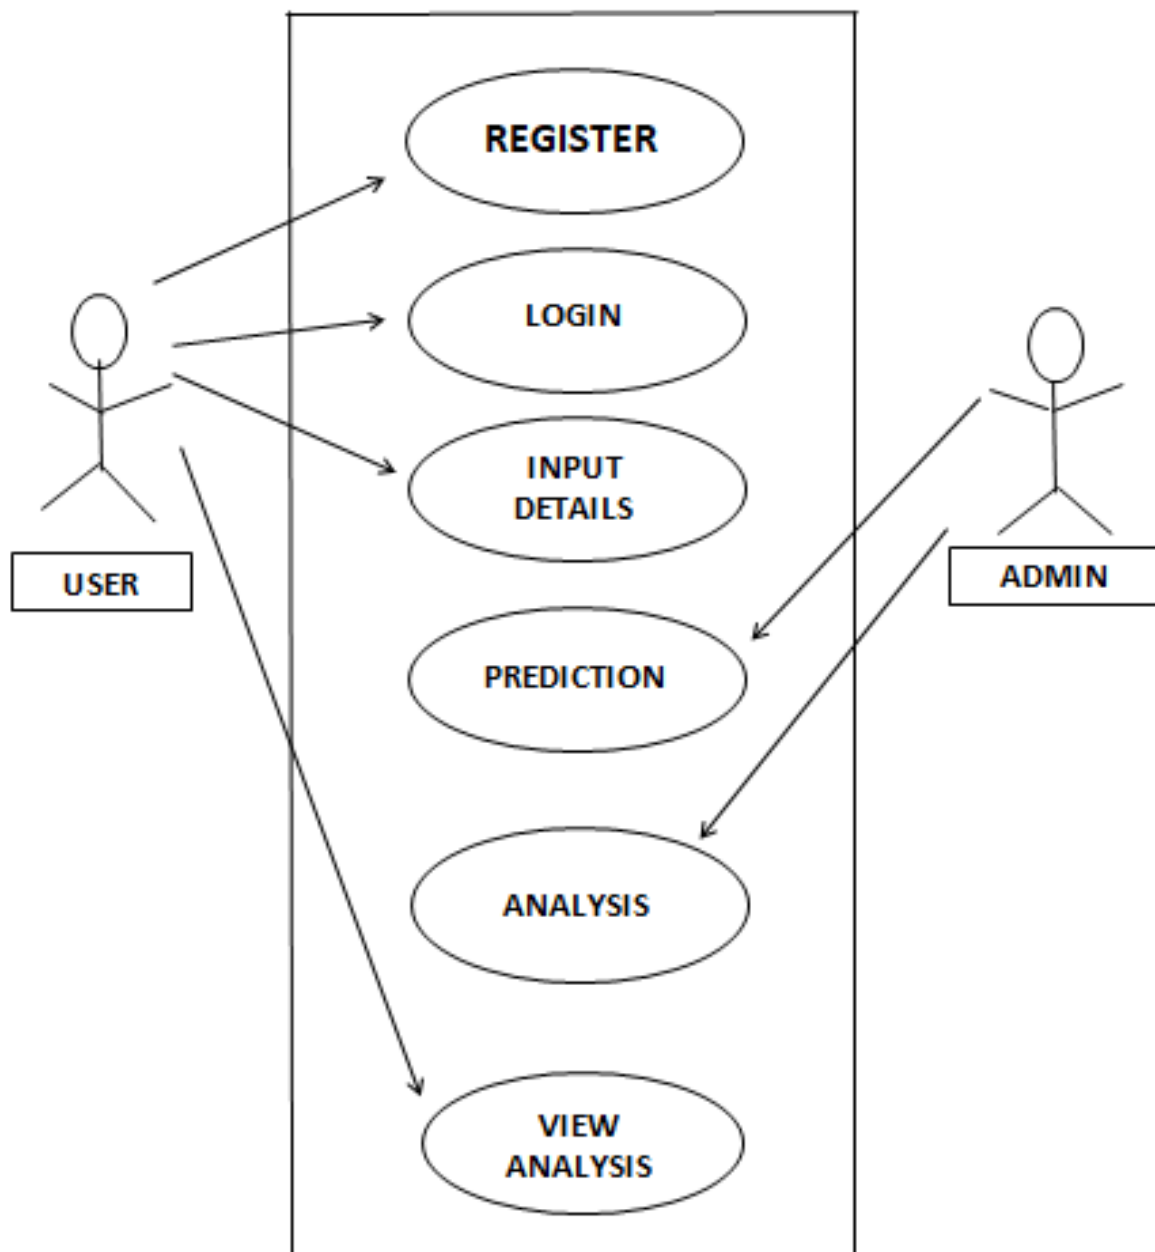 REGISTER
LOGIN
INPUT
DETAILS
USER
ADMIN
PREDICTION
ANALYSIS
VIEW
ANALYSIS